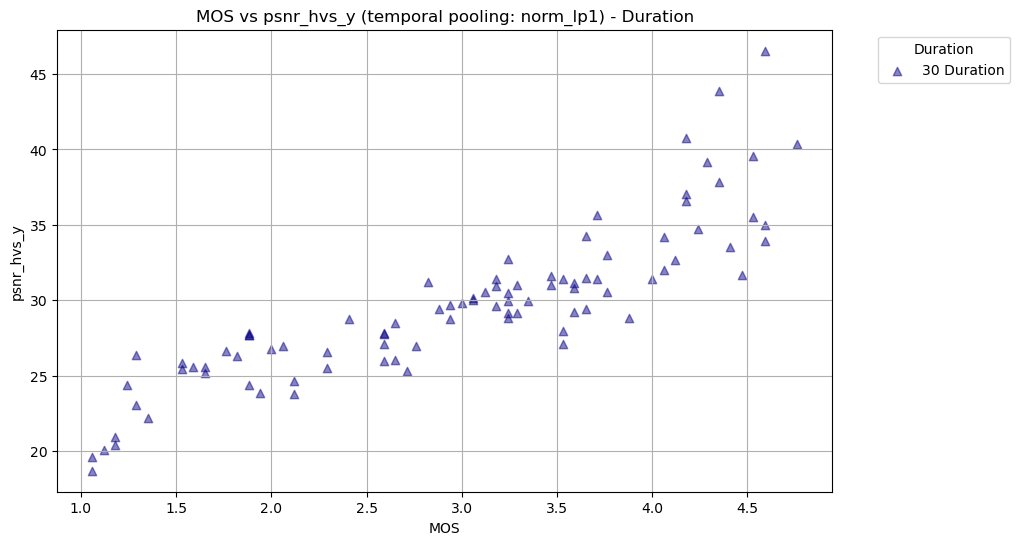 MOS vs psnr_hvs_y (temporal pooling: norm_lp1) - Duration
Duration
30 Duration
psnr_hvs_y
45
40
35
30
25
20
1.0 1.5 2.0 2.5 3.0 3.5 4.0 4.5
MOS